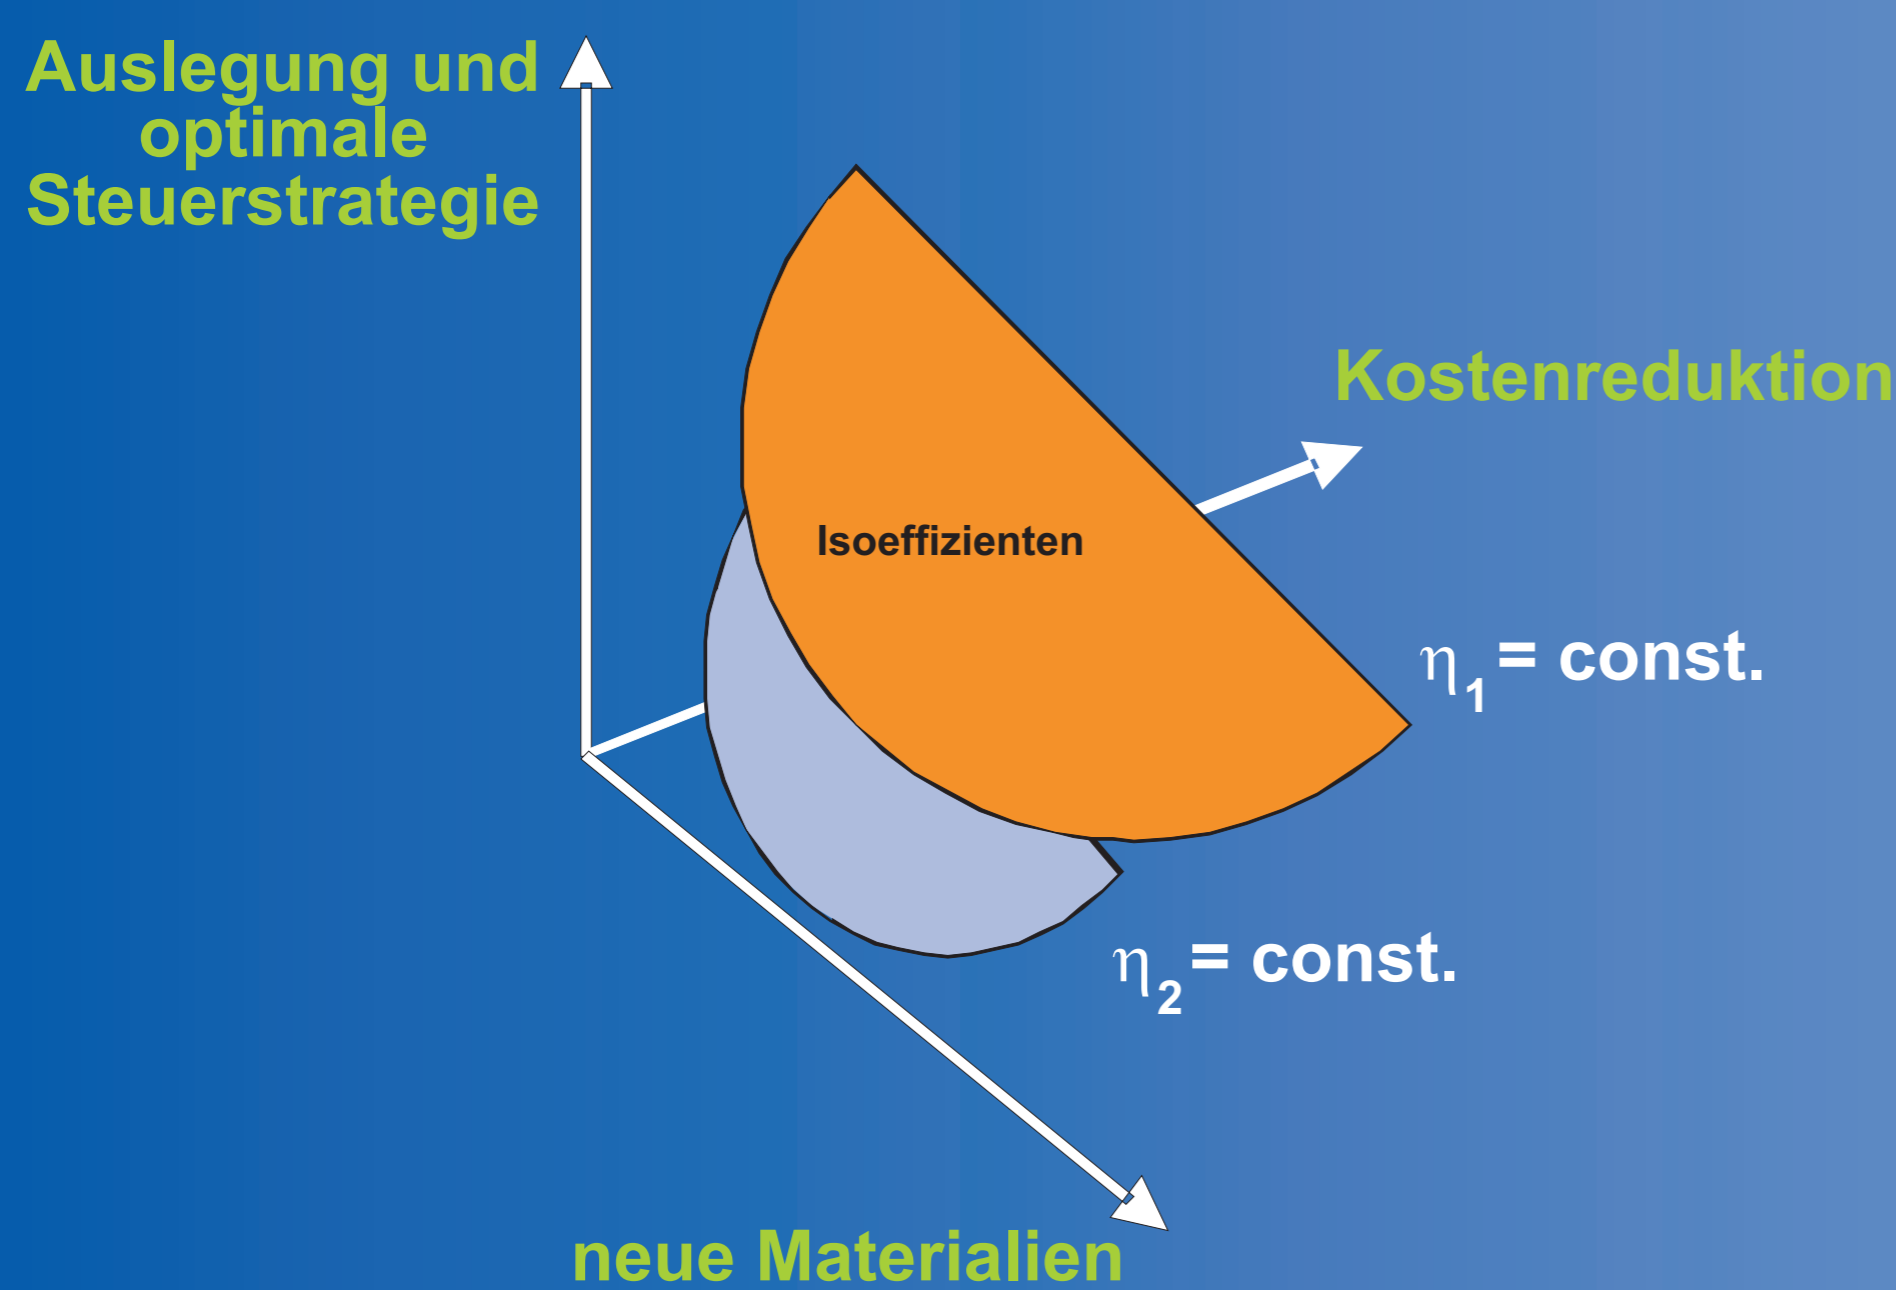 Auslegung und
optimale
Steuerstrategie
Kostenreduktion
Isoeffizienten
η1 = const.
η2 = const.
neue Materialien